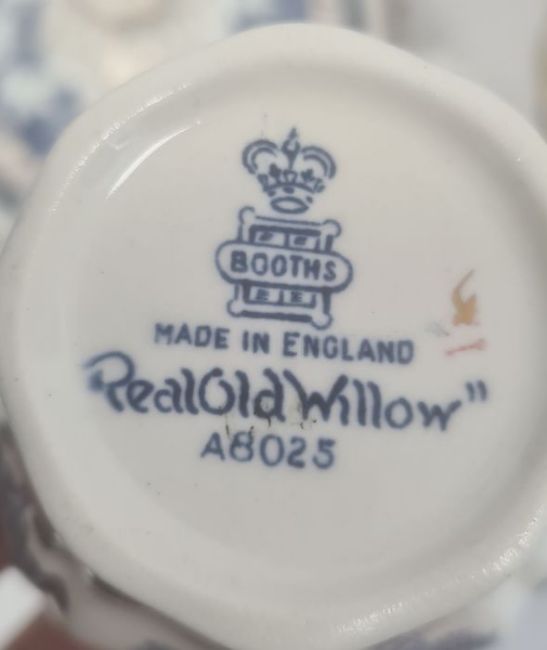 BOOTHS
MADE IN ENGLAND
"Real Old Willow"
A8025